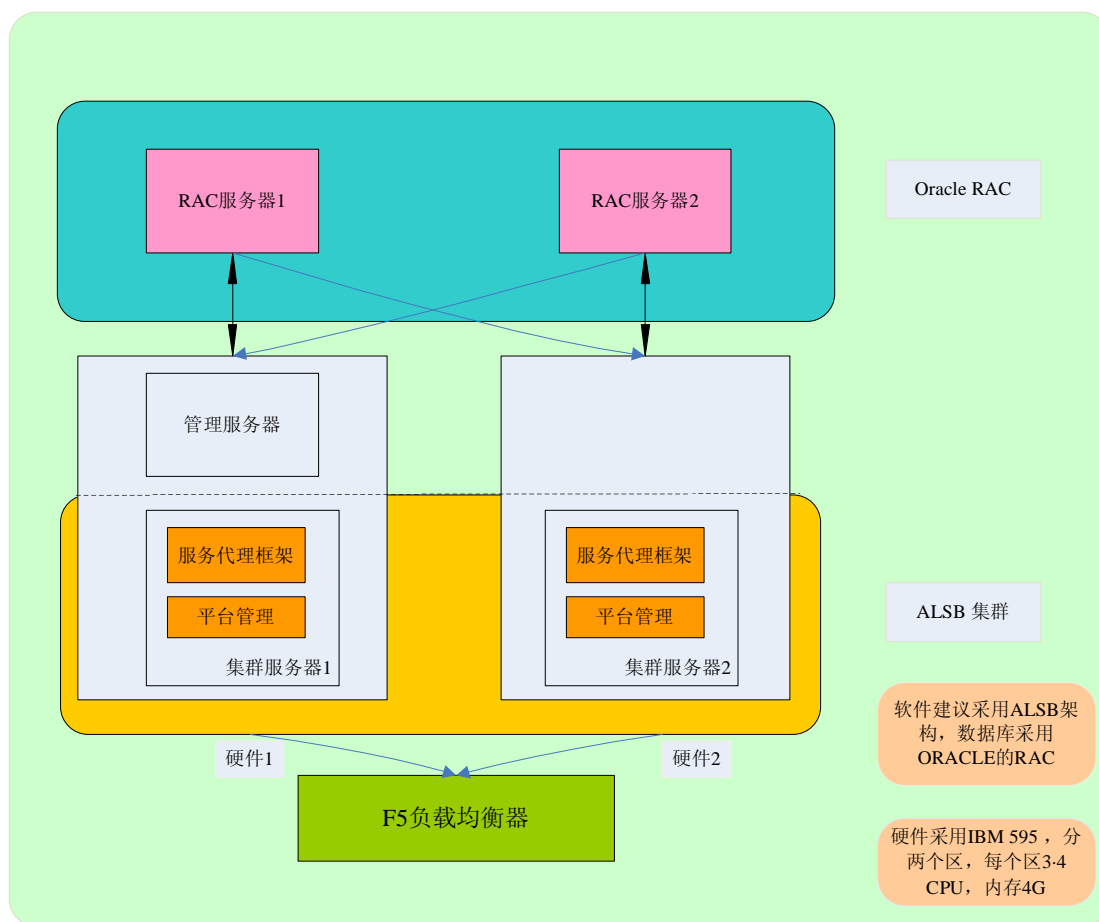 RAC服务器1
RAC服务器2
Oracle RAC
管理服务器
服务代理框架
服务代理框架
平台管理
平台管理
ALSB 集群
集群服务器1
集群服务器2
软件建议采用ALSB架
构，数据库采用
ORACLE的RAC
硬件1
硬件2
F5负载均衡器
硬件采用IBM 595 ，分
两个区，每个区3-4
CPU，内存4G